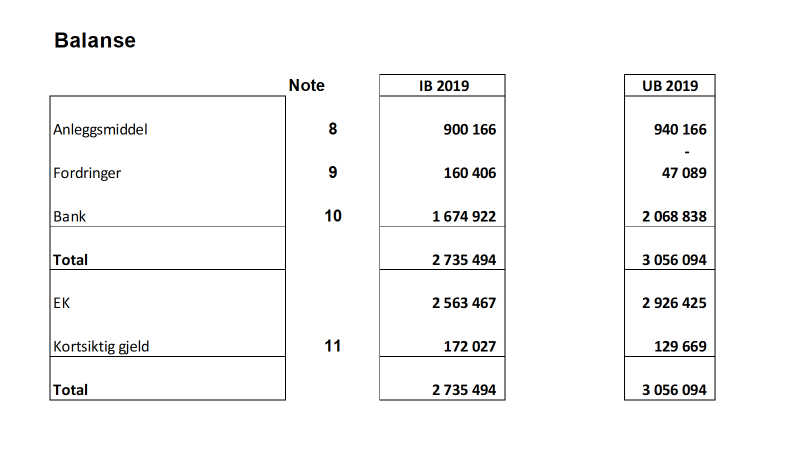 Balanse
Note IB 2019 UB 2019
Anleggsmiddel 8 900 166 940 166
-
Fordringer 9 160 406 47 089
Bank 10 1 674 922 2 068 838
Total 2 735 494 3 056 094
EK 2 563 467 2 926 425
Kortsiktig gjeld 11 172 027 129 669
Total 2 735 494 3 056 094